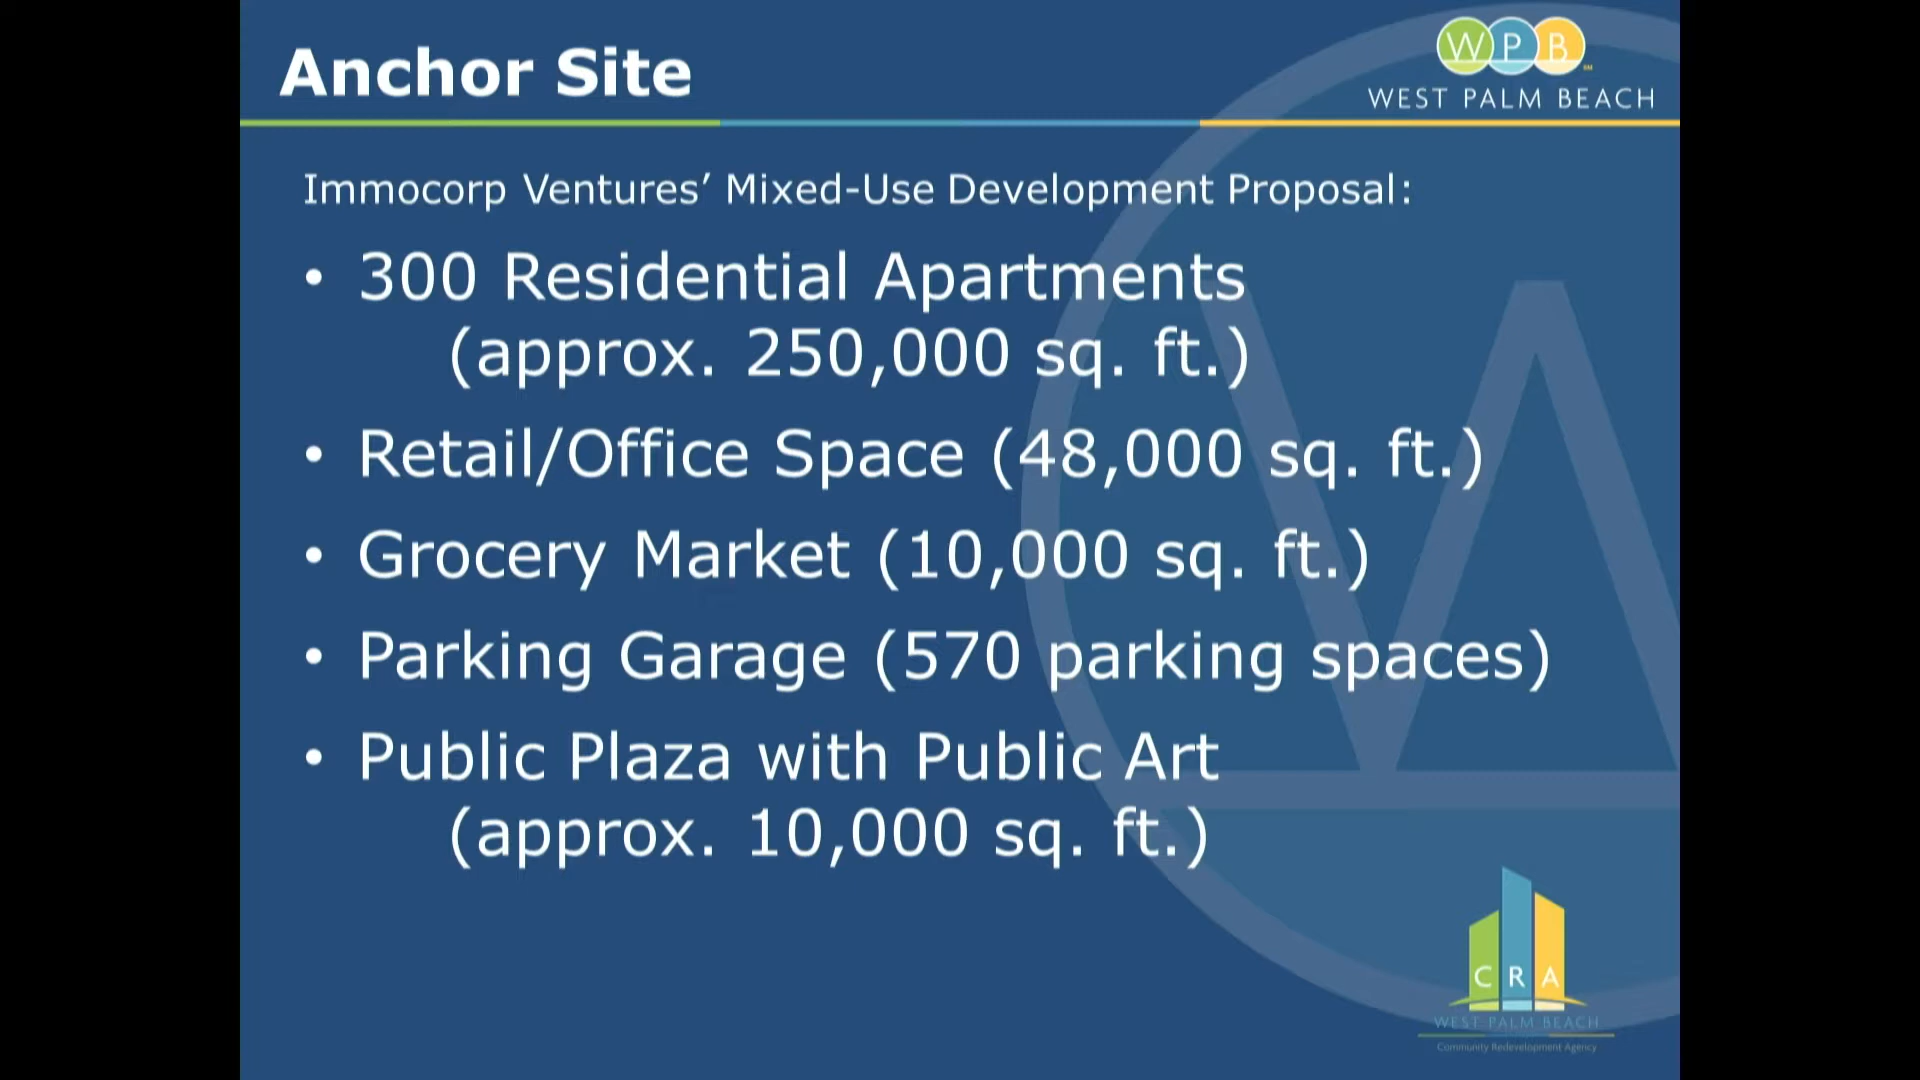 Anchor Site
WPB
SM
WEST PALM BEACH
Immocorp Ventures’ Mixed-Use Development Proposal:
• 300 Residential Apartments
(approx. 250,000 sq. ft.)
• Retail/Office Space (48,000 sq. ft.)
• Grocery Market (10,000 sq. ft.)
• Parking Garage (570 parking spaces)
• Public Plaza with Public Art
(approx. 10,000 sq. ft.)
CRA
WEST PALM BEACH
Community Redevelopment Agency